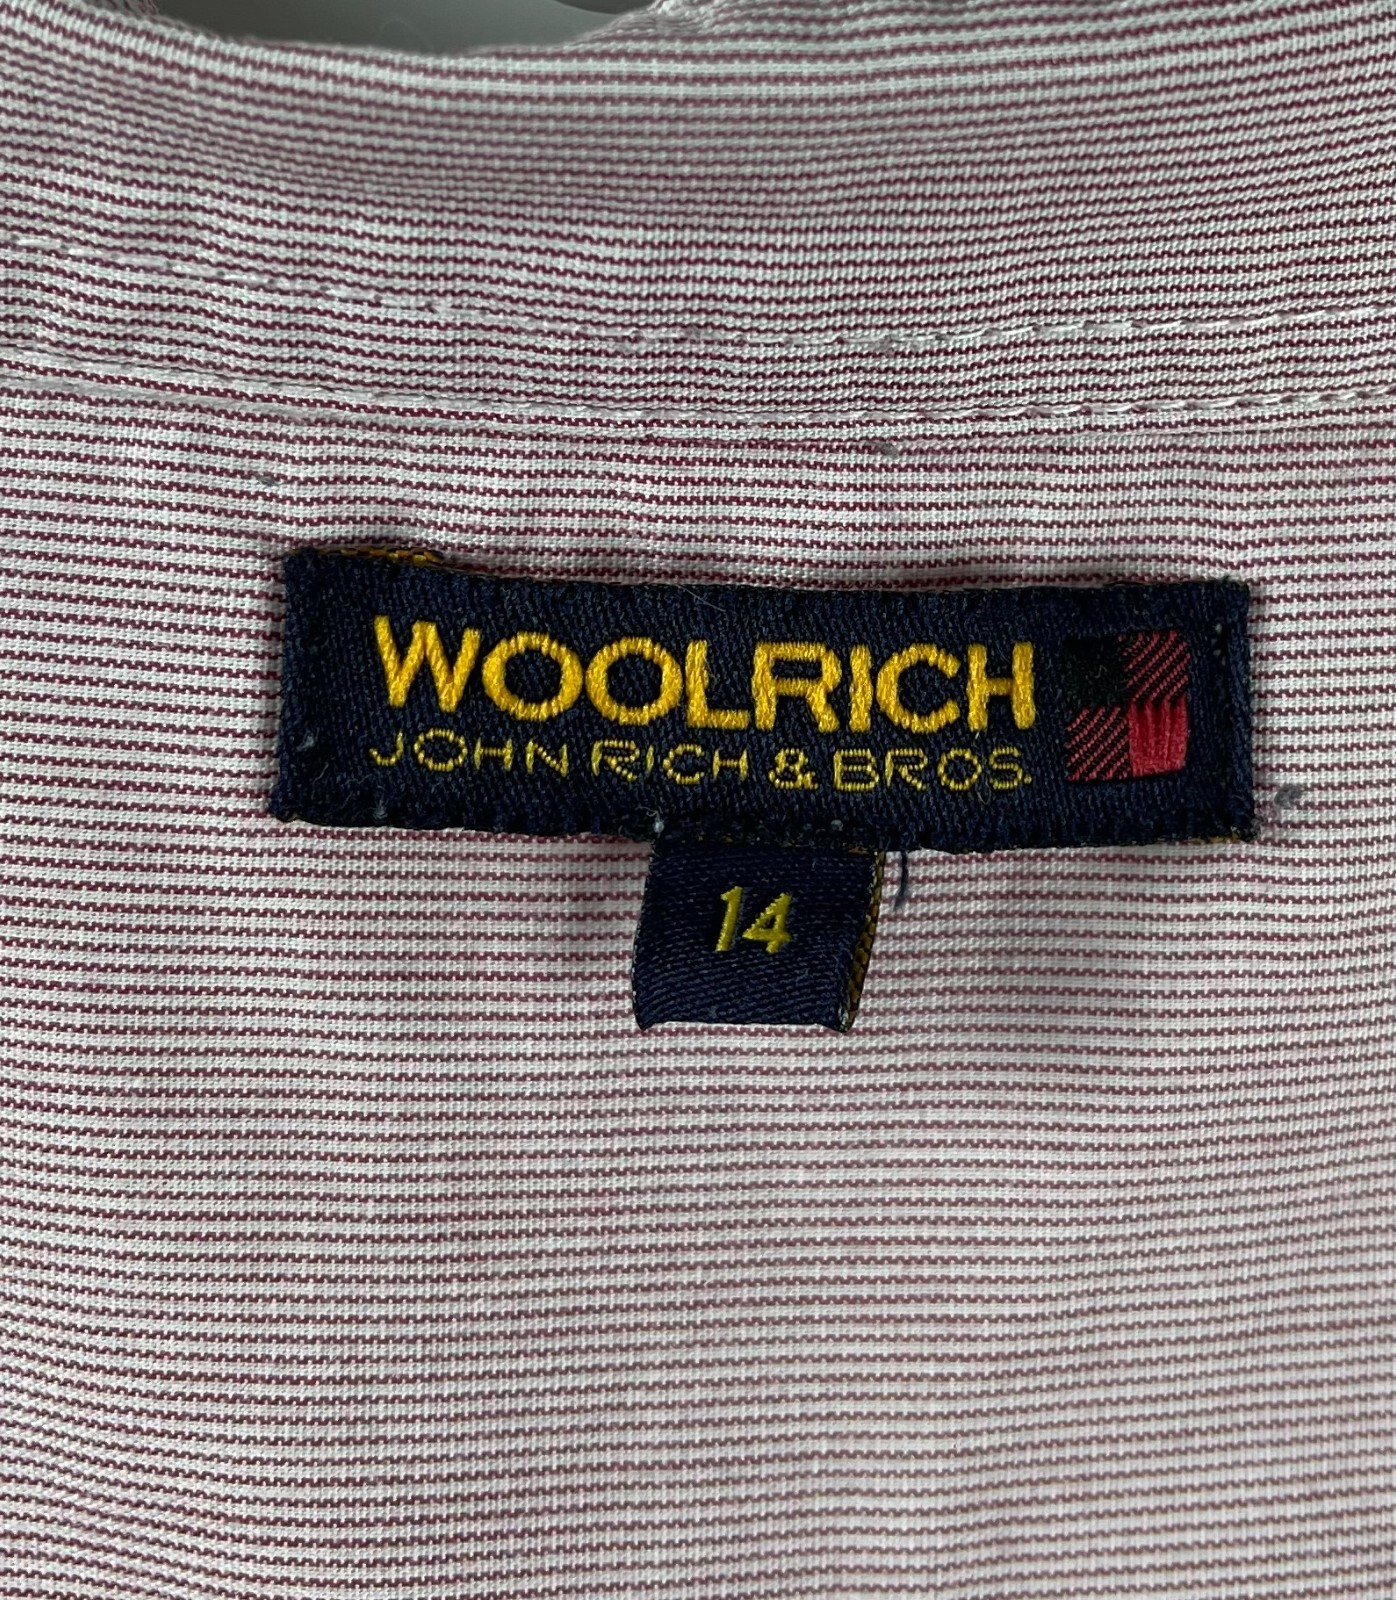 WOOLRICH
JOHN RICH & BROS.
14